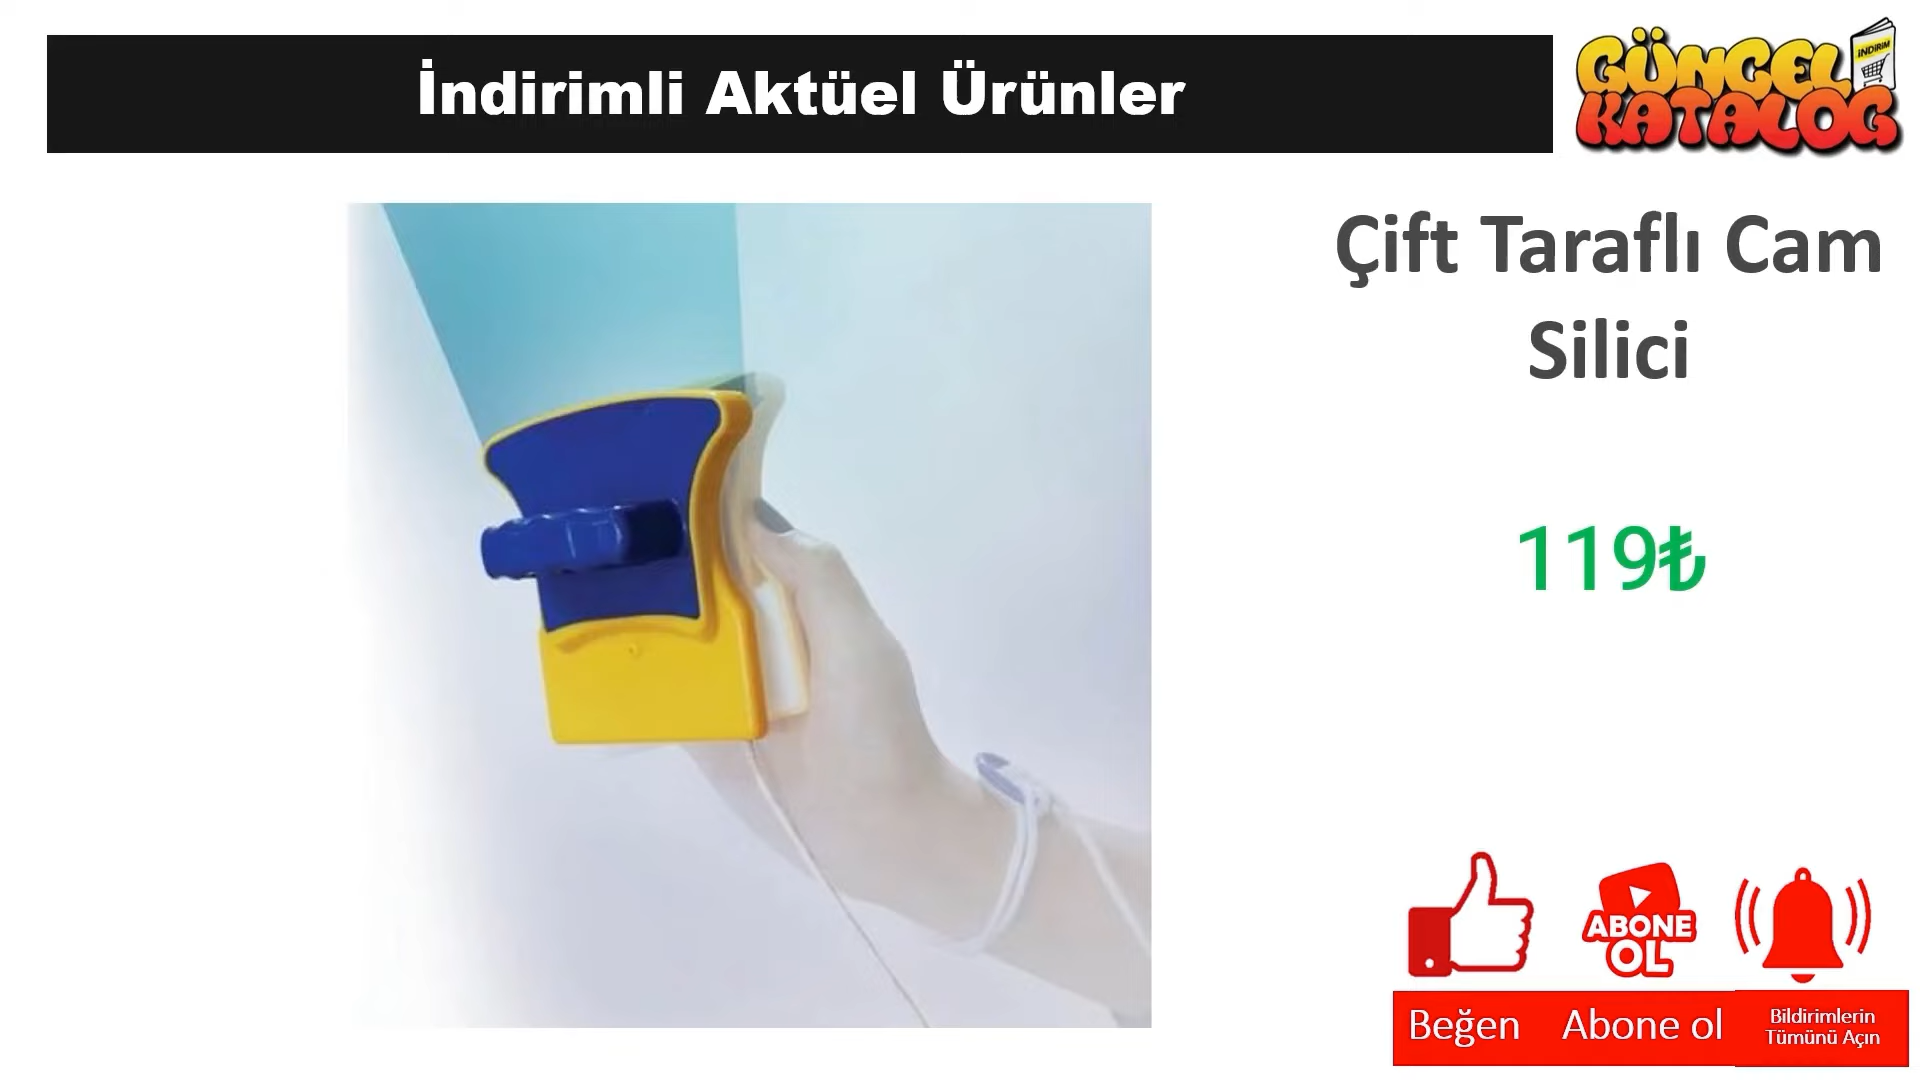 İndirimli Aktüel Ürünler
GÜNCEL
KATALOG
İNDİRİM
Çift Taraflı Cam
Silici
119₺
ABONE
OL
Beğen
Abone ol
Bildirimlerin
Tümünü Açın